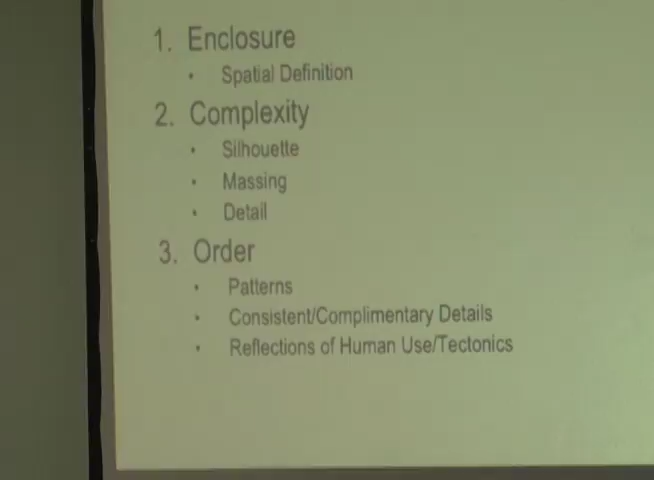 1. Enclosure
• Spatial Definition
2. Complexity
• Silhouette
• Massing
• Detail
3. Order
• Patterns
• Consistent/Complimentary Details
• Reflections of Human Use/Tectonics